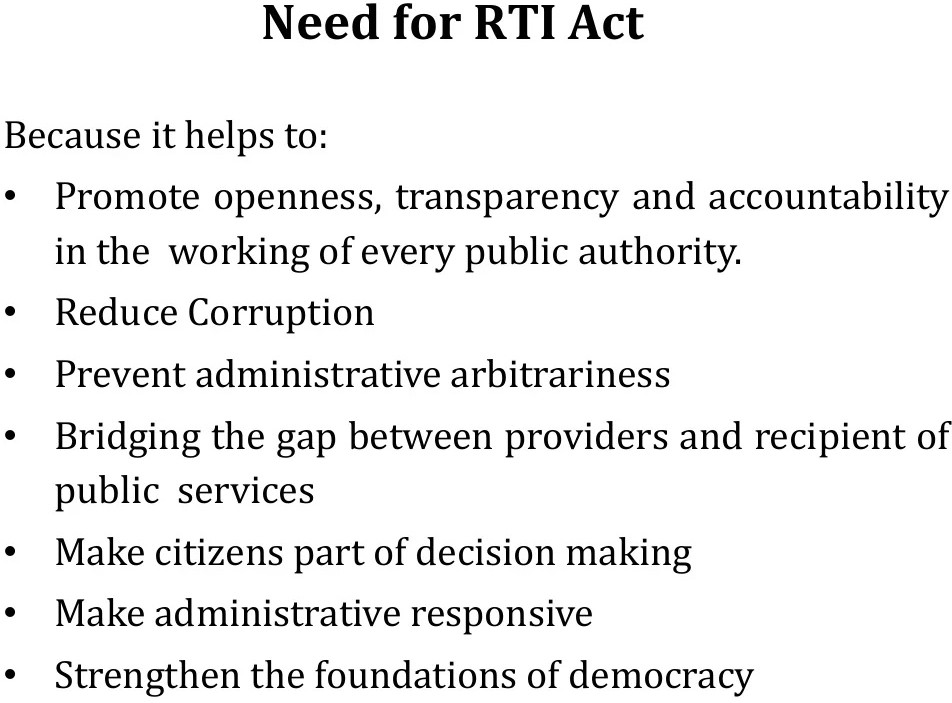 Need for RTI Act
Because it helps to:
• Promote openness, transparency and accountability
in the working of every public authority.
• Reduce Corruption
• Prevent administrative arbitrariness
• Bridging the gap between providers and recipient of
public services
• Make citizens part of decision making
• Make administrative responsive
• Strengthen the foundations of democracy